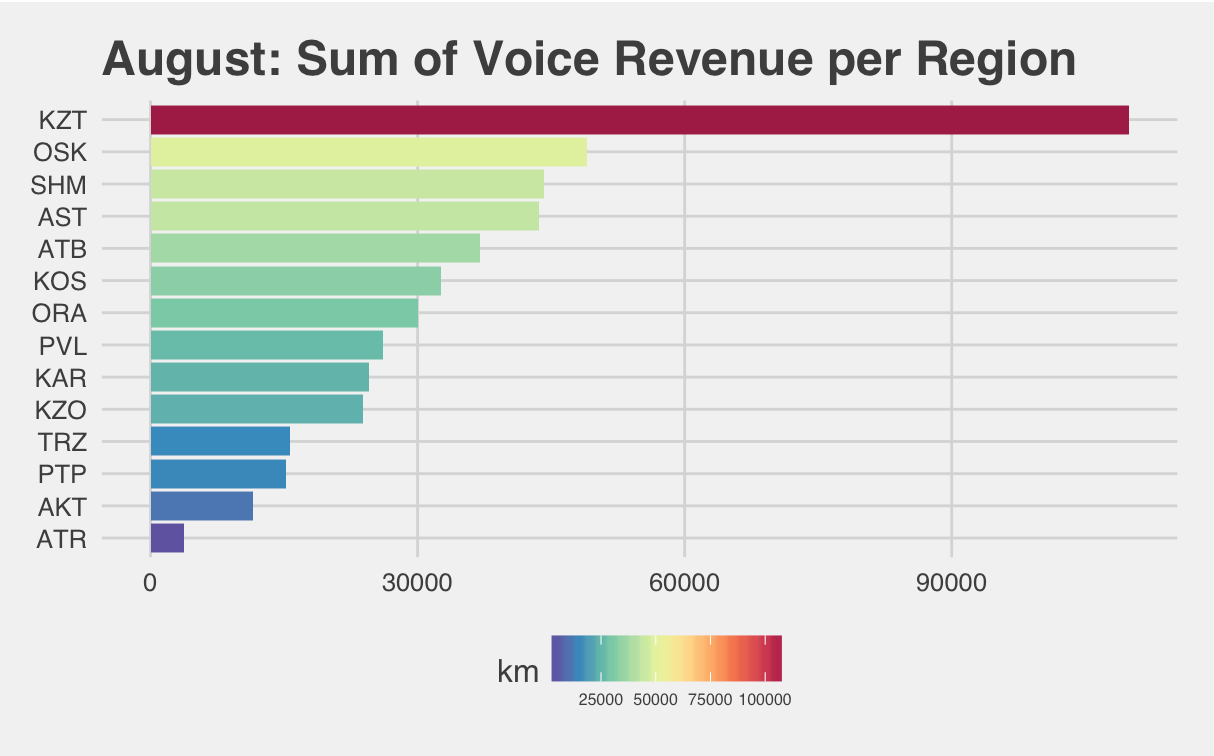 August: Sum of Voice Revenue per Region
KZT
OSK
SHM
AST
ATB
KOS
ORA
PVL
KAR
KZO
TRZ
PTP
AKT
ATR
0 30000 60000 90000
km
25000 50000 75000 100000